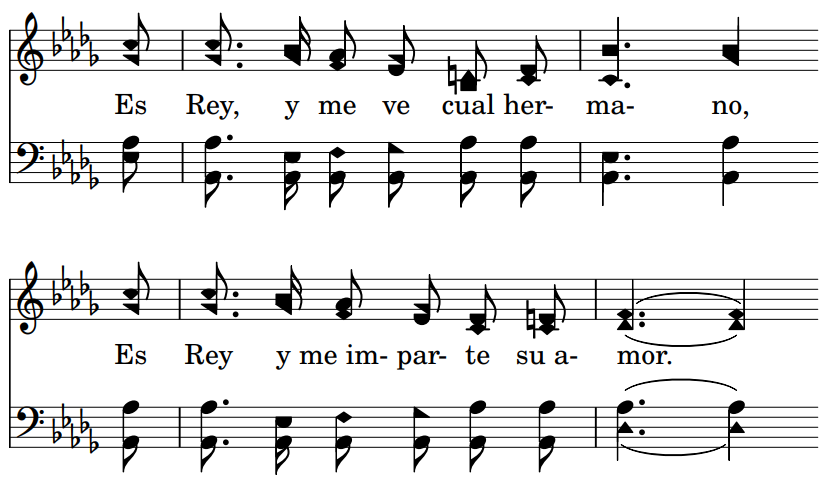 Es Rey, y me ve cual her- ma- no,
Es Rey y me im- par- te su a- mor.